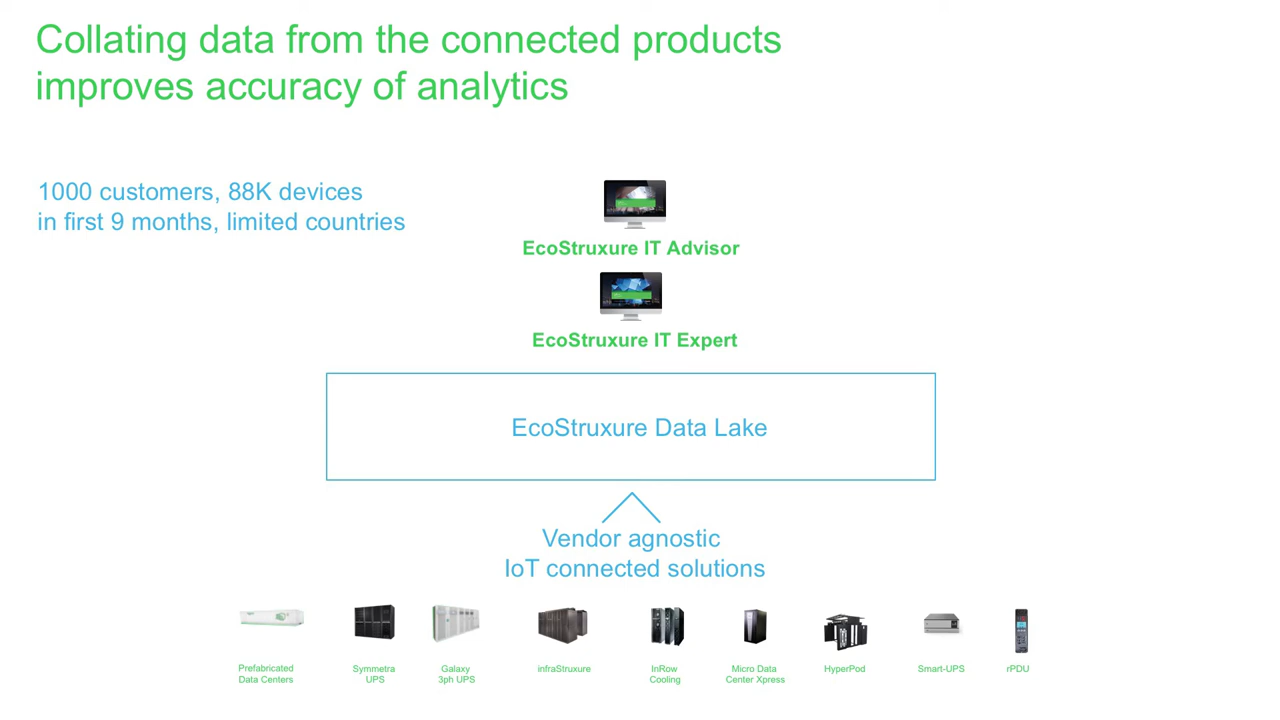 Collating data from the connected products
improves accuracy of analytics
1000 customers, 88K devices
in first 9 months, limited countries
EcoStruxure IT Advisor
EcoStruxure IT Expert
EcoStruxure Data Lake
Vendor agnostic
IoT connected solutions
Prefabricated
Data Centers
Symmetra
UPS
Galaxy
3ph UPS
infraStruxure
InRow
Cooling
Micro Data
Center Xpress
HyperPod
Smart-UPS
rPDU